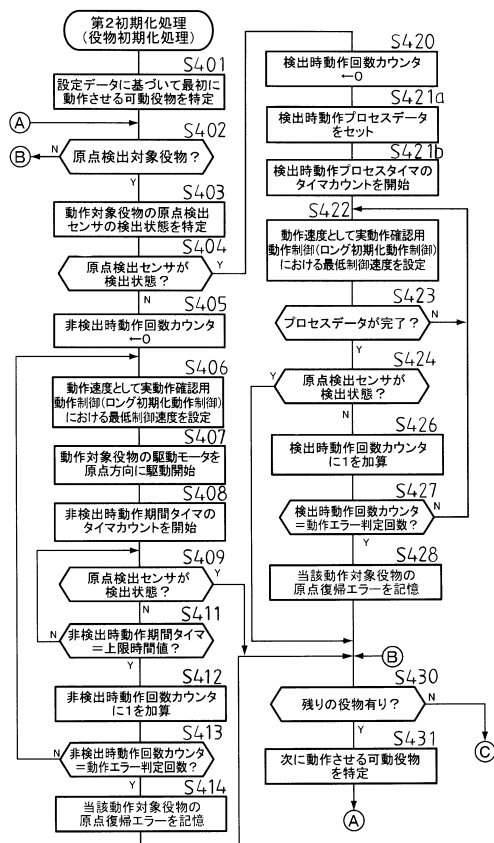 第2初期化処理
(役物初期化処理)
S401
設定データに基づいて最初に
動作させる可動役物を特定
A
S402
B
N
原点検出対象役物?
Y
S403
動作対象役物の原点検出
センサの検出状態を特定
S404
原点検出センサが
検出状態?
Y
N
S405
非検出時動作回数カウンタ
←0
S406
動作速度として実動作確認用
動作制御(ロング初期化動作制御)
における最低制御速度を設定
S407
動作対象役物の駆動モータを
原点方向に駆動開始
S408
非検出時動作期間タイマの
タイマカウントを開始
S409
原点検出センサが
検出状態?
Y
N
S411
非検出時動作期間タイマ
=上限時間値?
N
Y
S412
非検出時動作回数カウンタ
に1を加算
S413
非検出時動作回数カウンタ
=動作エラー判定回数?
N
Y
S414
当該動作対象役物の
原点復帰エラーを記憶
S420
検出時動作回数カウンタ
←0
S421a
検出時動作プロセスデータ
をセット
S421b
検出時動作プロセスタイマの
タイマカウントを開始
S422
動作速度として実動作確認用
動作制御(ロング初期化動作制御)
における最低制御速度を設定
S423
プロセスデータが完了?
N
Y
S424
Y
原点検出センサが
検出状態?
N
S426
検出時動作回数カウンタ
に1を加算
S427
検出時動作回数カウンタ
=動作エラー判定回数?
N
Y
S428
当該動作対象役物の
原点復帰エラーを記憶
B
S430
残りの役物有り?
N
Y
C
S431
次に動作させる可動役物
を特定
A